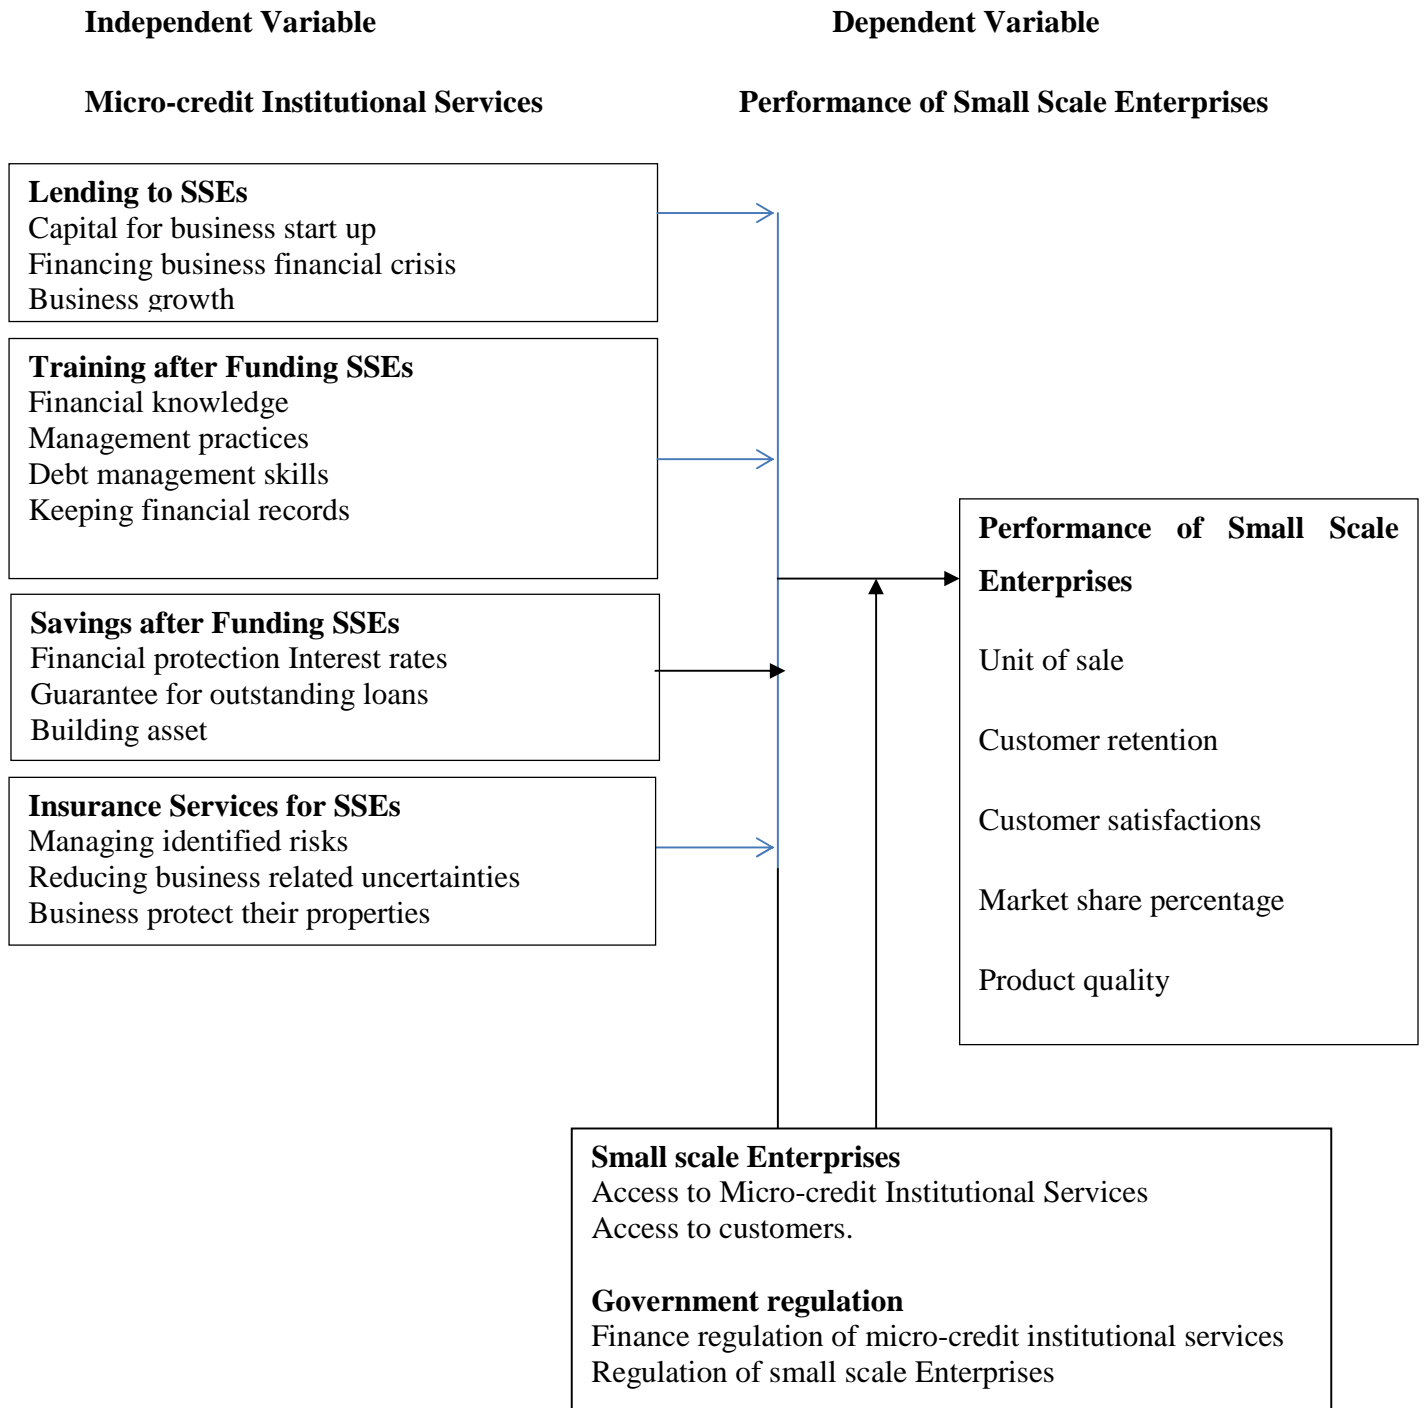 Independent Variable
Dependent Variable
Micro-credit Institutional Services
Performance of Small Scale Enterprises
Lending to SSEs
Capital for business start up
Financing business financial crisis
Business growth
Training after Funding SSEs
Financial knowledge
Management practices
Debt management skills
Keeping financial records
Savings after Funding SSEs
Financial protection Interest rates
Guarantee for outstanding loans
Building asset
Insurance Services for SSEs
Managing identified risks
Reducing business related uncertainties
Business protect their properties
Performance of Small Scale
Enterprises
Unit of sale
Customer retention
Customer satisfactions
Market share percentage
Product quality
Small scale Enterprises
Access to Micro-credit Institutional Services
Access to customers.
Government regulation
Finance regulation of micro-credit institutional services
Regulation of small scale Enterprises